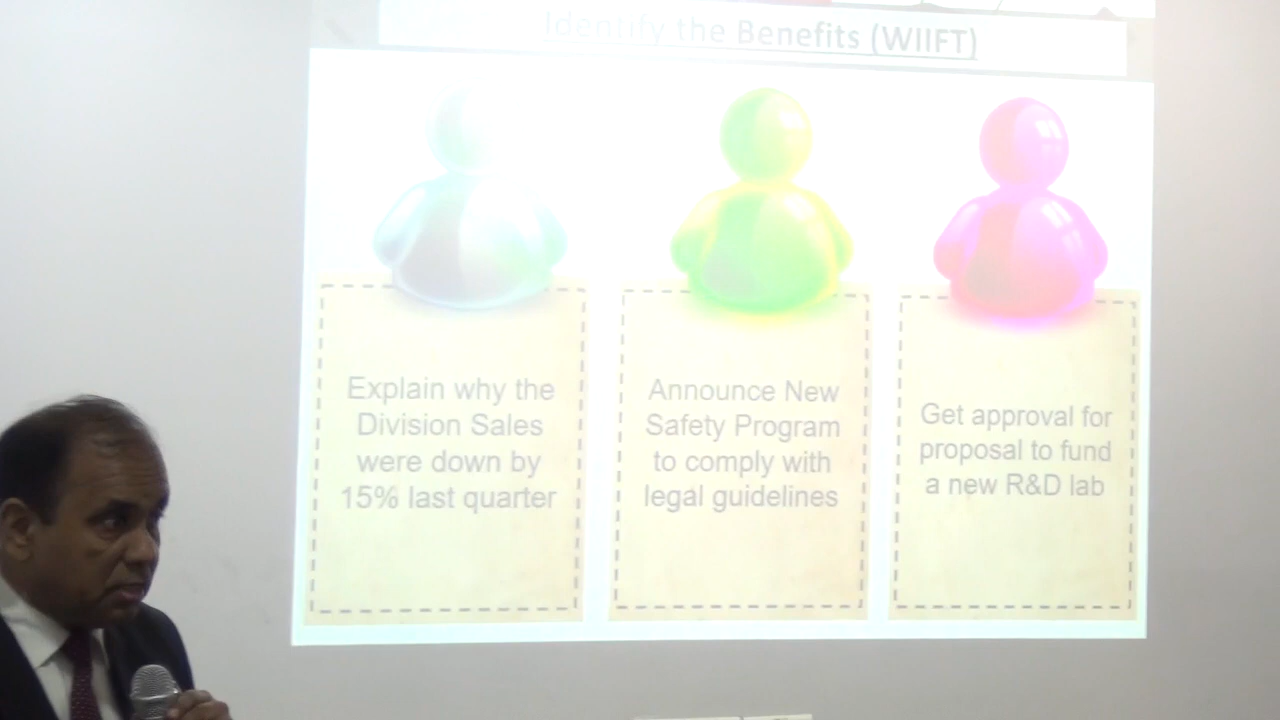 Identify the Benefits (WIIFT)
Explain why the
Division Sales
were down by
15% last quarter
Announce New
Safety Program
to comply with
legal guidelines
Get approval for
proposal to fund
a new R&D lab